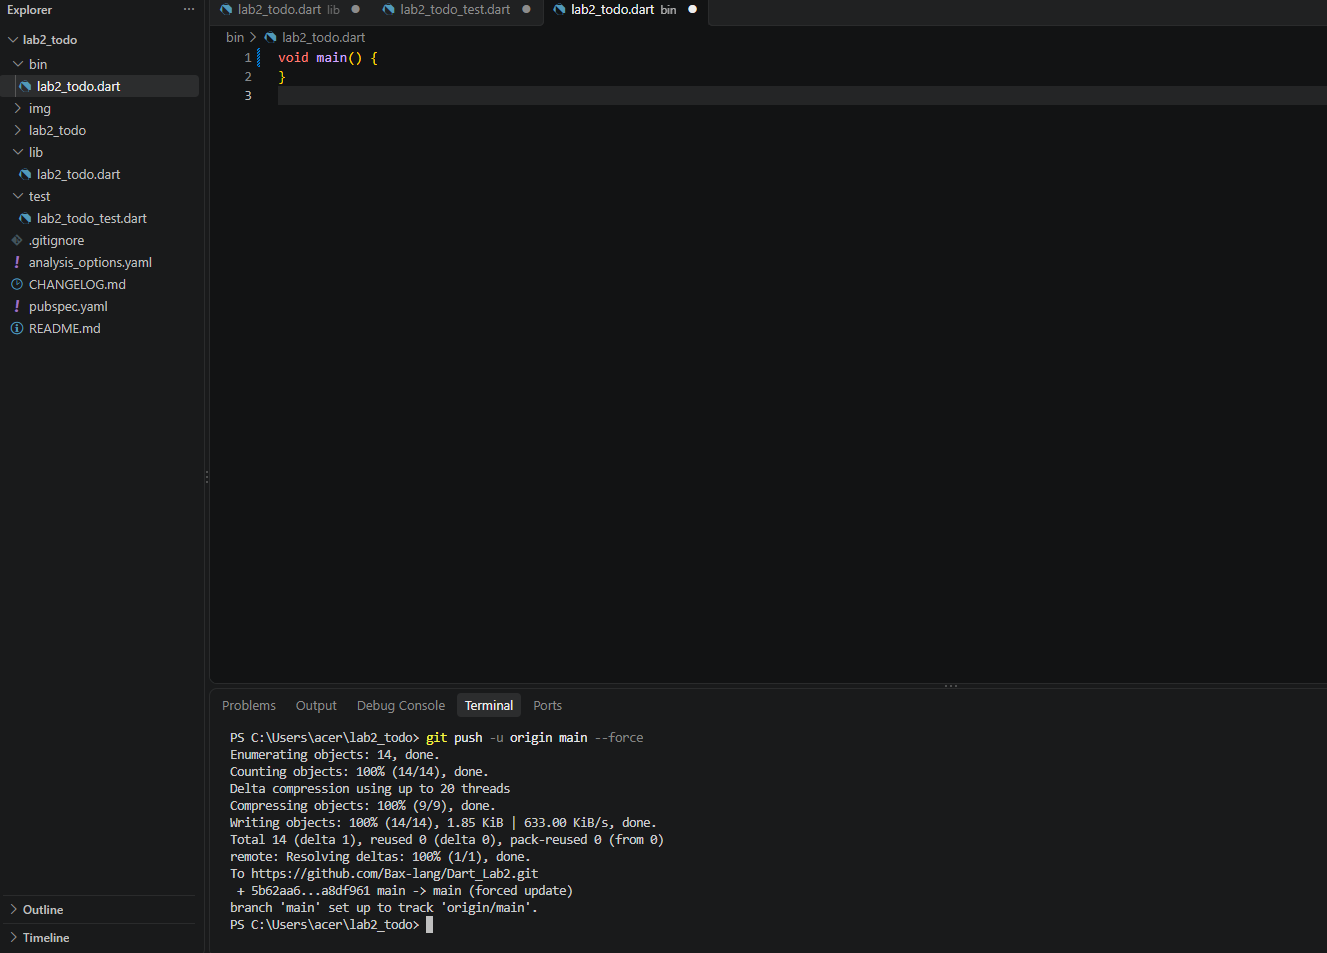 Explorer
lab2_todo
bin
lab2_todo.dart
img
lab2_todo
lib
lab2_todo.dart
test
lab2_todo_test.dart
.gitignore
analysis_options.yaml
CHANGELOG.md
pubspec.yaml
README.md
Outline
Timeline
lab2_todo.dart lib
lab2_todo_test.dart
lab2_todo.dart bin
bin > lab2_todo.dart
1 void main() {
2 }
3
Problems Output Debug Console Terminal Ports
PS C:\Users\acer\lab2_todo> git push -u origin main --force
Enumerating objects: 14, done.
Counting objects: 100% (14/14), done.
Delta compression using up to 20 threads
Compressing objects: 100% (9/9), done.
Writing objects: 100% (14/14), 1.85 KiB | 633.00 KiB/s, done.
Total 14 (delta 1), reused 0 (delta 0), pack-reused 0 (from 0)
remote: Resolving deltas: 100% (1/1), done.
To https://github.com/Bax-lang/Dart_Lab2.git
 + 5b62aa6...a8df961 main -> main (forced update)
branch 'main' set up to track 'origin/main'.
PS C:\Users\acer\lab2_todo>